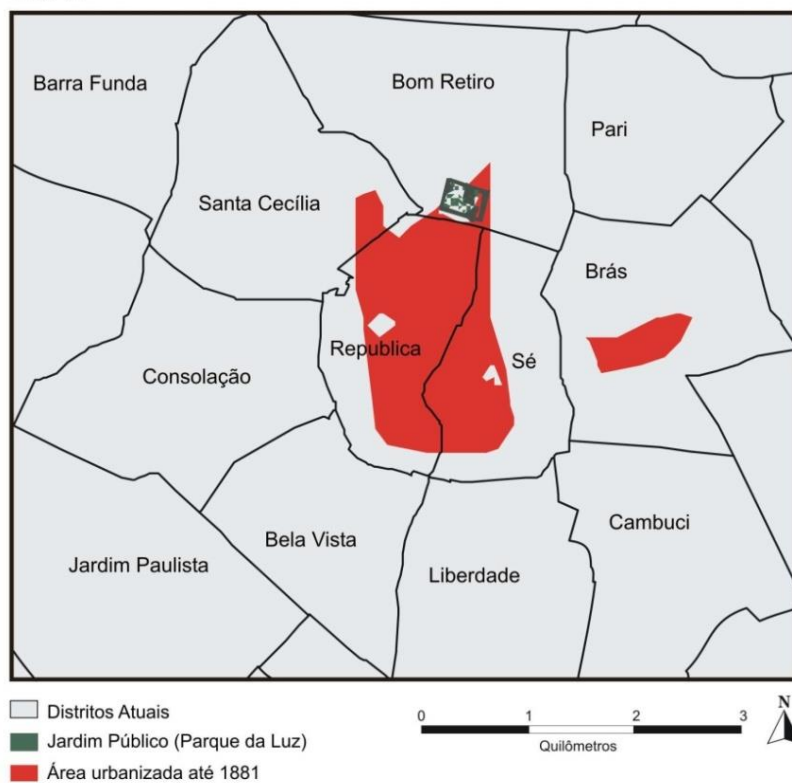 Barra Funda
Bom Retiro
Pari
Santa Cecília
Brás
Republica
Sé
Consolação
Cambuci
Bela Vista
Jardim Paulista
Liberdade
Distritos Atuais
Jardim Público (Parque da Luz)
Área urbanizada até 1881
0 1 2 3
Quilômetros
N